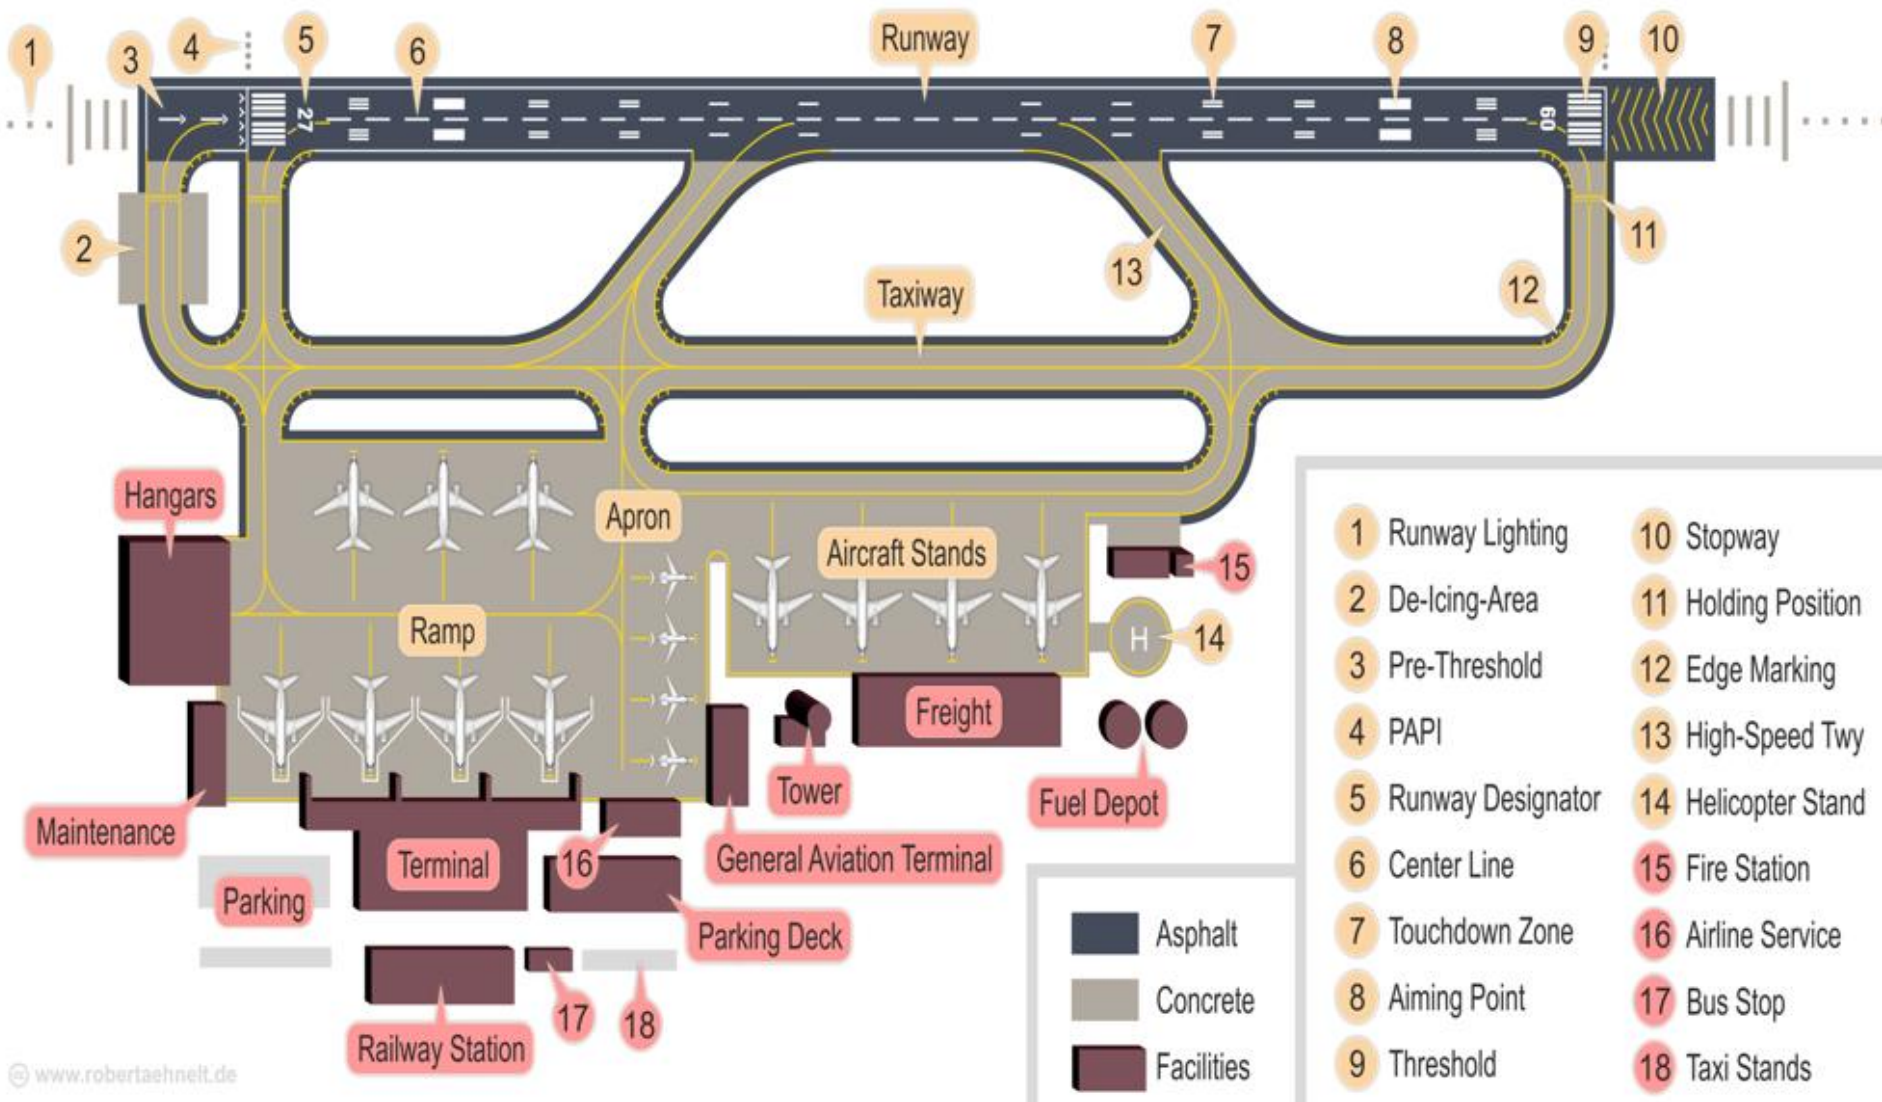 1
3
4
5
6
Runway
7
8
9
10
27
09
2
13
11
12
Taxiway
Hangars
Apron
Aircraft Stands
15
Ramp
H
14
Freight
Tower
Fuel Depot
Maintenance
Terminal
16
General Aviation Terminal
Parking
Parking Deck
17
18
Railway Station
Asphalt
Concrete
Facilities
1 Runway Lighting
2 De-Icing-Area
3 Pre-Threshold
4 PAPI
5 Runway Designator
6 Center Line
7 Touchdown Zone
8 Aiming Point
9 Threshold
10 Stopway
11 Holding Position
12 Edge Marking
13 High-Speed Twy
14 Helicopter Stand
15 Fire Station
16 Airline Service
17 Bus Stop
18 Taxi Stands
www.robertaehnelt.de